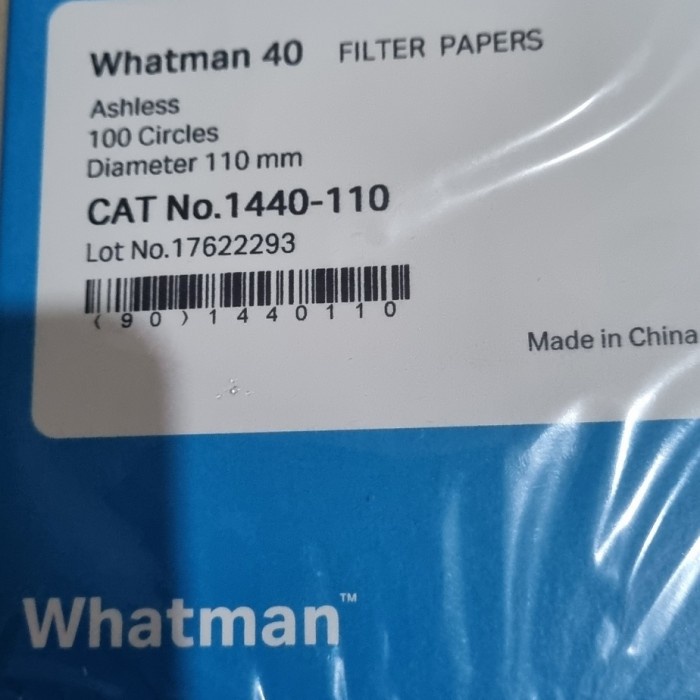 Whatman 40 FILTER PAPERS
Ashless
100 Circles
Diameter 110 mm
CAT No.1440-110
Lot No.17622293
(90)1440110
Made in China
Whatman™